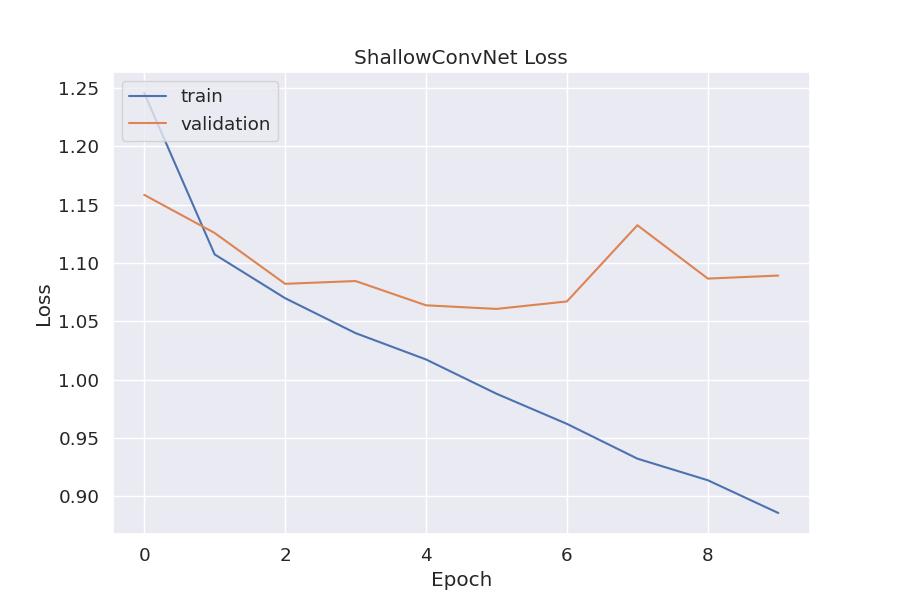 ShallowConvNet Loss
train
validation
1.25
1.20
1.15
1.10
1.05
1.00
0.95
0.90
Loss
0 2 4 6 8
Epoch